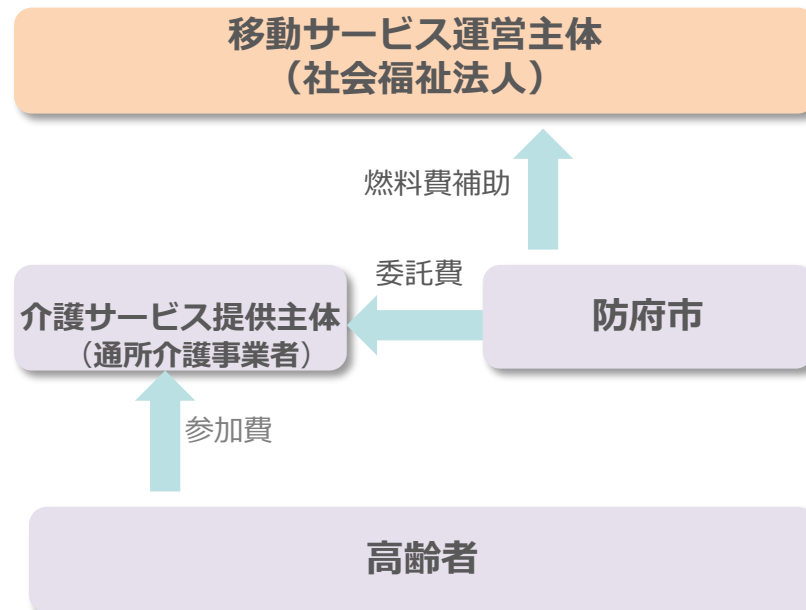 移動サービス運営主体
（社会福祉法人）
燃料費補助
委託費
介護サービス提供主体
（通所介護事業者）
防府市
参加費
高齢者